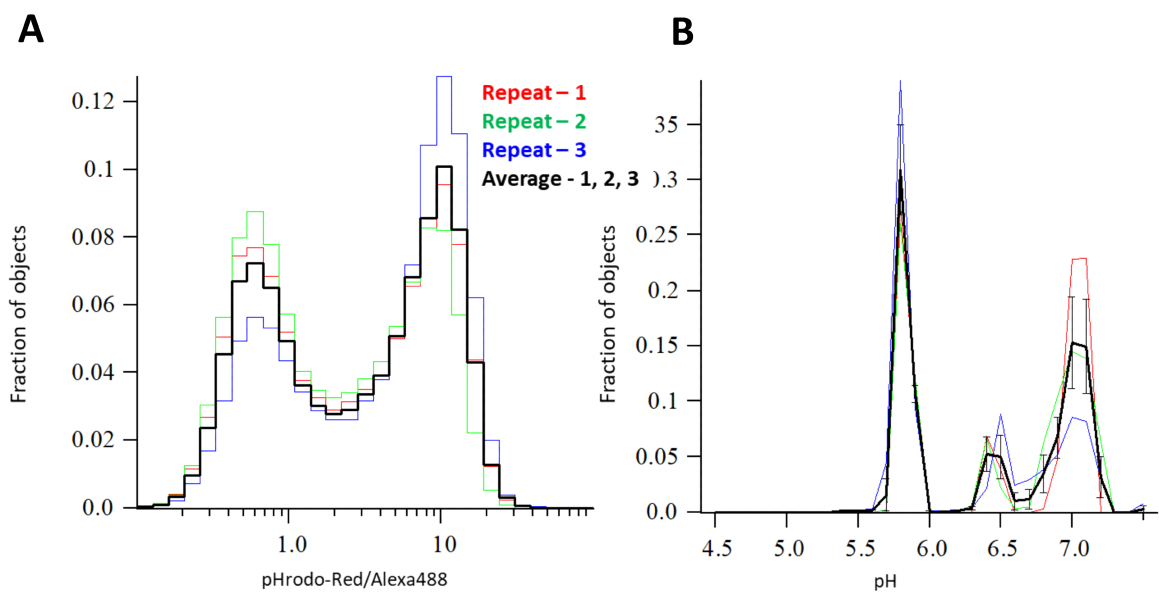 A
B
Repeat – 1
Repeat – 2
Repeat – 3
Average - 1, 2, 3
Fraction of objects
0.12
0.1
0.08
0.06
0.04
0.02
0.0
1.0
10
pHrodo-Red/Alexa488
Fraction of objects
35
).3
0.25
0.2
0.15
0.1
0.05
0.0
4.5
5.0
5.5
6.0
6.5
7.0
pH